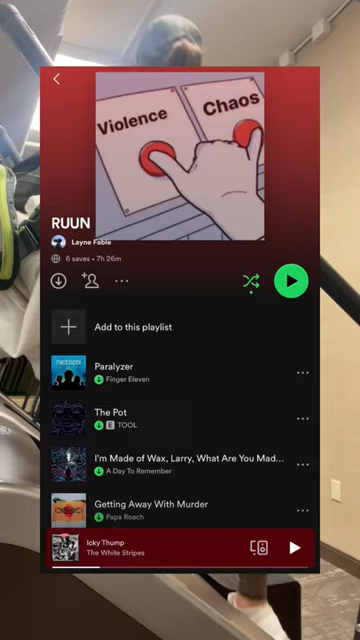 Violence
Chaos
RUUN
Layne Fable
6 saves • 7h 26m
Add to this playlist
Paralyzer
Finger Eleven
The Pot
E TOOL
I'm Made of Wax, Larry, What Are You Mad...
A Day To Remember
Getting Away With Murder
Papa Roach
Icky Thump
The White Stripes